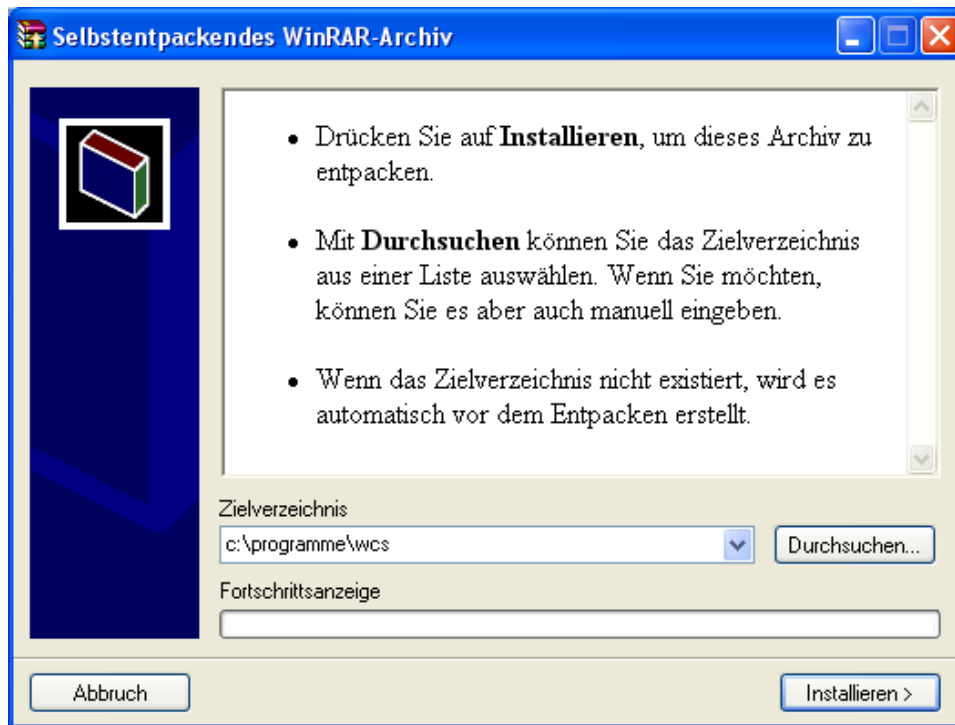 Selbstentpackendes WinRAR-Archiv
• Drücken Sie auf Installieren, um dieses Archiv zu
entpacken.
• Mit Durchsuchen können Sie das Zielverzeichnis
aus einer Liste auswählen. Wenn Sie möchten,
können Sie es aber auch manuell eingeben.
• Wenn das Zielverzeichnis nicht existiert, wird es
automatisch vor dem Entpacken erstellt.
Zielverzeichnis
c:\programme\wcs
Durchsuchen...
Fortschrittsanzeige
Abbruch
Installieren >